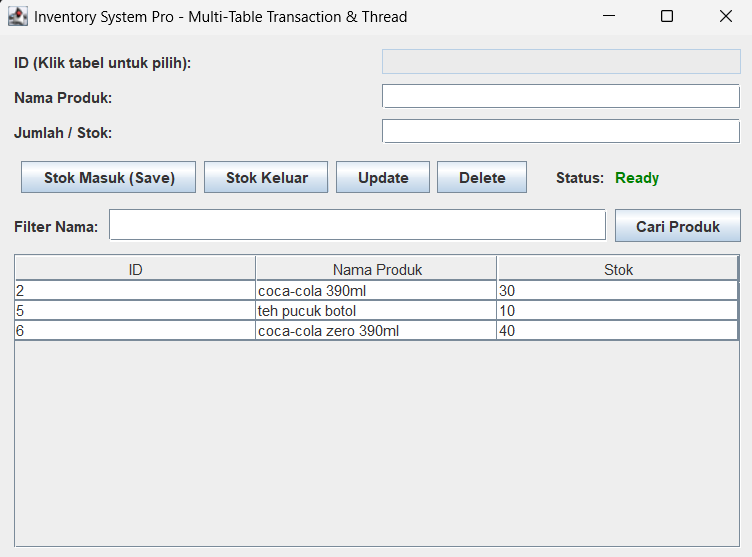 Inventory System Pro - Multi-Table Transaction & Thread
ID (Klik tabel untuk pilih):
Nama Produk:
Jumlah / Stok:
Stok Masuk (Save) Stok Keluar Update Delete Status: Ready
Filter Nama: Cari Produk
ID Nama Produk Stok
2 coca-cola 390ml 30
5 teh pucuk botol 10
6 coca-cola zero 390ml 40